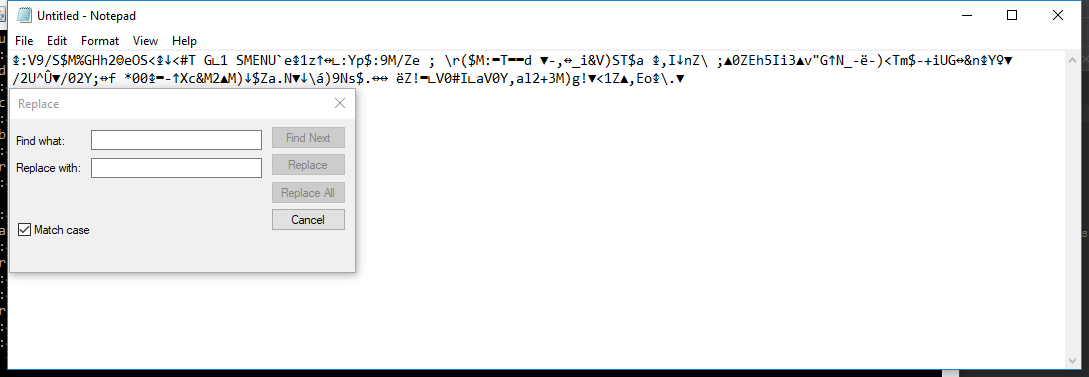 Untitled - Notepad
File Edit Format View Help
↨:V9/S$M%GHh2ΘeOS<↨↓<#T G∟1 SMENU`e↨1z↑↔∟:Yp$:9M/Ze ; \r($M:━T══d ▼-,↔_i&V)ST$a ↨,I↓nZ\ ;▲0ZEh5Ii3▲v"G↑N_-ë-)<Tm$-+iUG↔&n↨Y♀▼
/2U^Û▼/02Y;↔f *00↨━-↑Xc&M2▲M)↓$Za.N▼↓\á)9Ns$.↔↔ ëZ!━∟V0#I∟aV0Y,al2+3M)g!▼<1Z▲,Eo↨\.▼
Replace
Find what:
Find Next
Replace with:
Replace
Replace All
Cancel
Match case